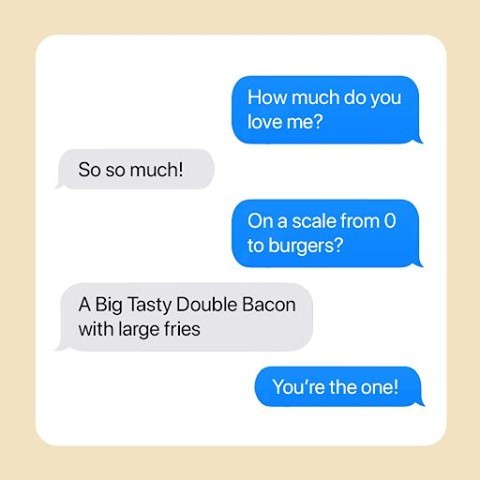 How much do you
love me?
So so much!
On a scale from 0
to burgers?
A Big Tasty Double Bacon
with large fries
You're the one!